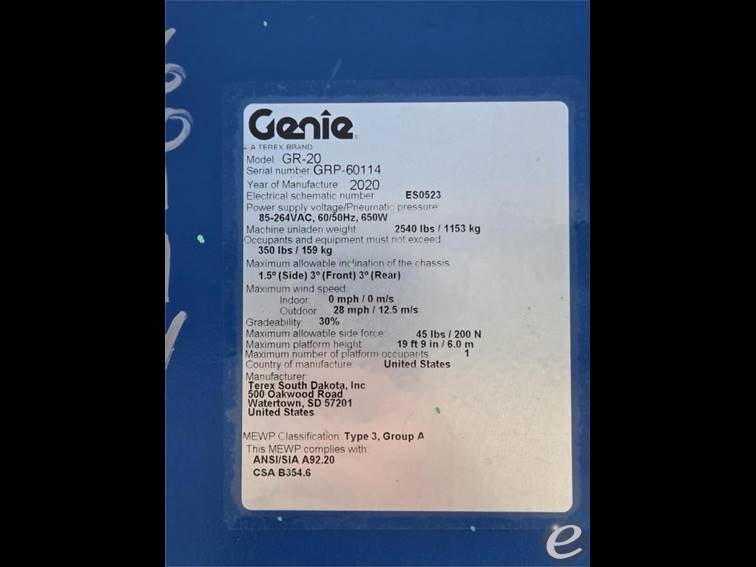 Genie
A TEREX BRAND
Model GR-20
Serial number GRP-60114
Year of Manufacture 2020
Electrical schematic number ES0523
Power supply voltage/Pneumatic pressure
85-264VAC, 60/50Hz, 650W
Machine unladen weight 2540 lbs / 1153 kg
Occupants and equipment must not exceed
350 lbs / 159 kg
Maximum allowable inclination of the chassis
1.5º (Side) 3º (Front) 3º (Rear)
Maximum wind speed
Indoor: 0 mph / 0 m/s
Outdoor: 28 mph / 12.5 m/s
Gradeability: 30%
Maximum allowable side force: 45 lbs / 200 N
Maximum platform height 19 ft 9 in / 6.0 m
Maximum number of platform occupants 1
Country of manufacture United States
Manufacturer:
Terex South Dakota, Inc
500 Oakwood Road
Watertown, SD 57201
United States
MEWP Classification Type 3, Group A
This MEWP complies with:
ANSI/SIA A92.20
CSA B354.6
e